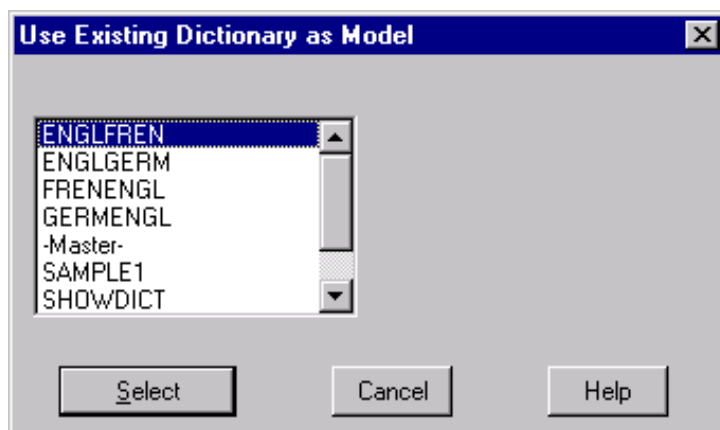 Use Existing Dictionary as Model
ENGLFREN
ENGLGERM
FRENENGL
GERMENGL
-Master-
SAMPLE1
SHOWDICT
Select Cancel Help